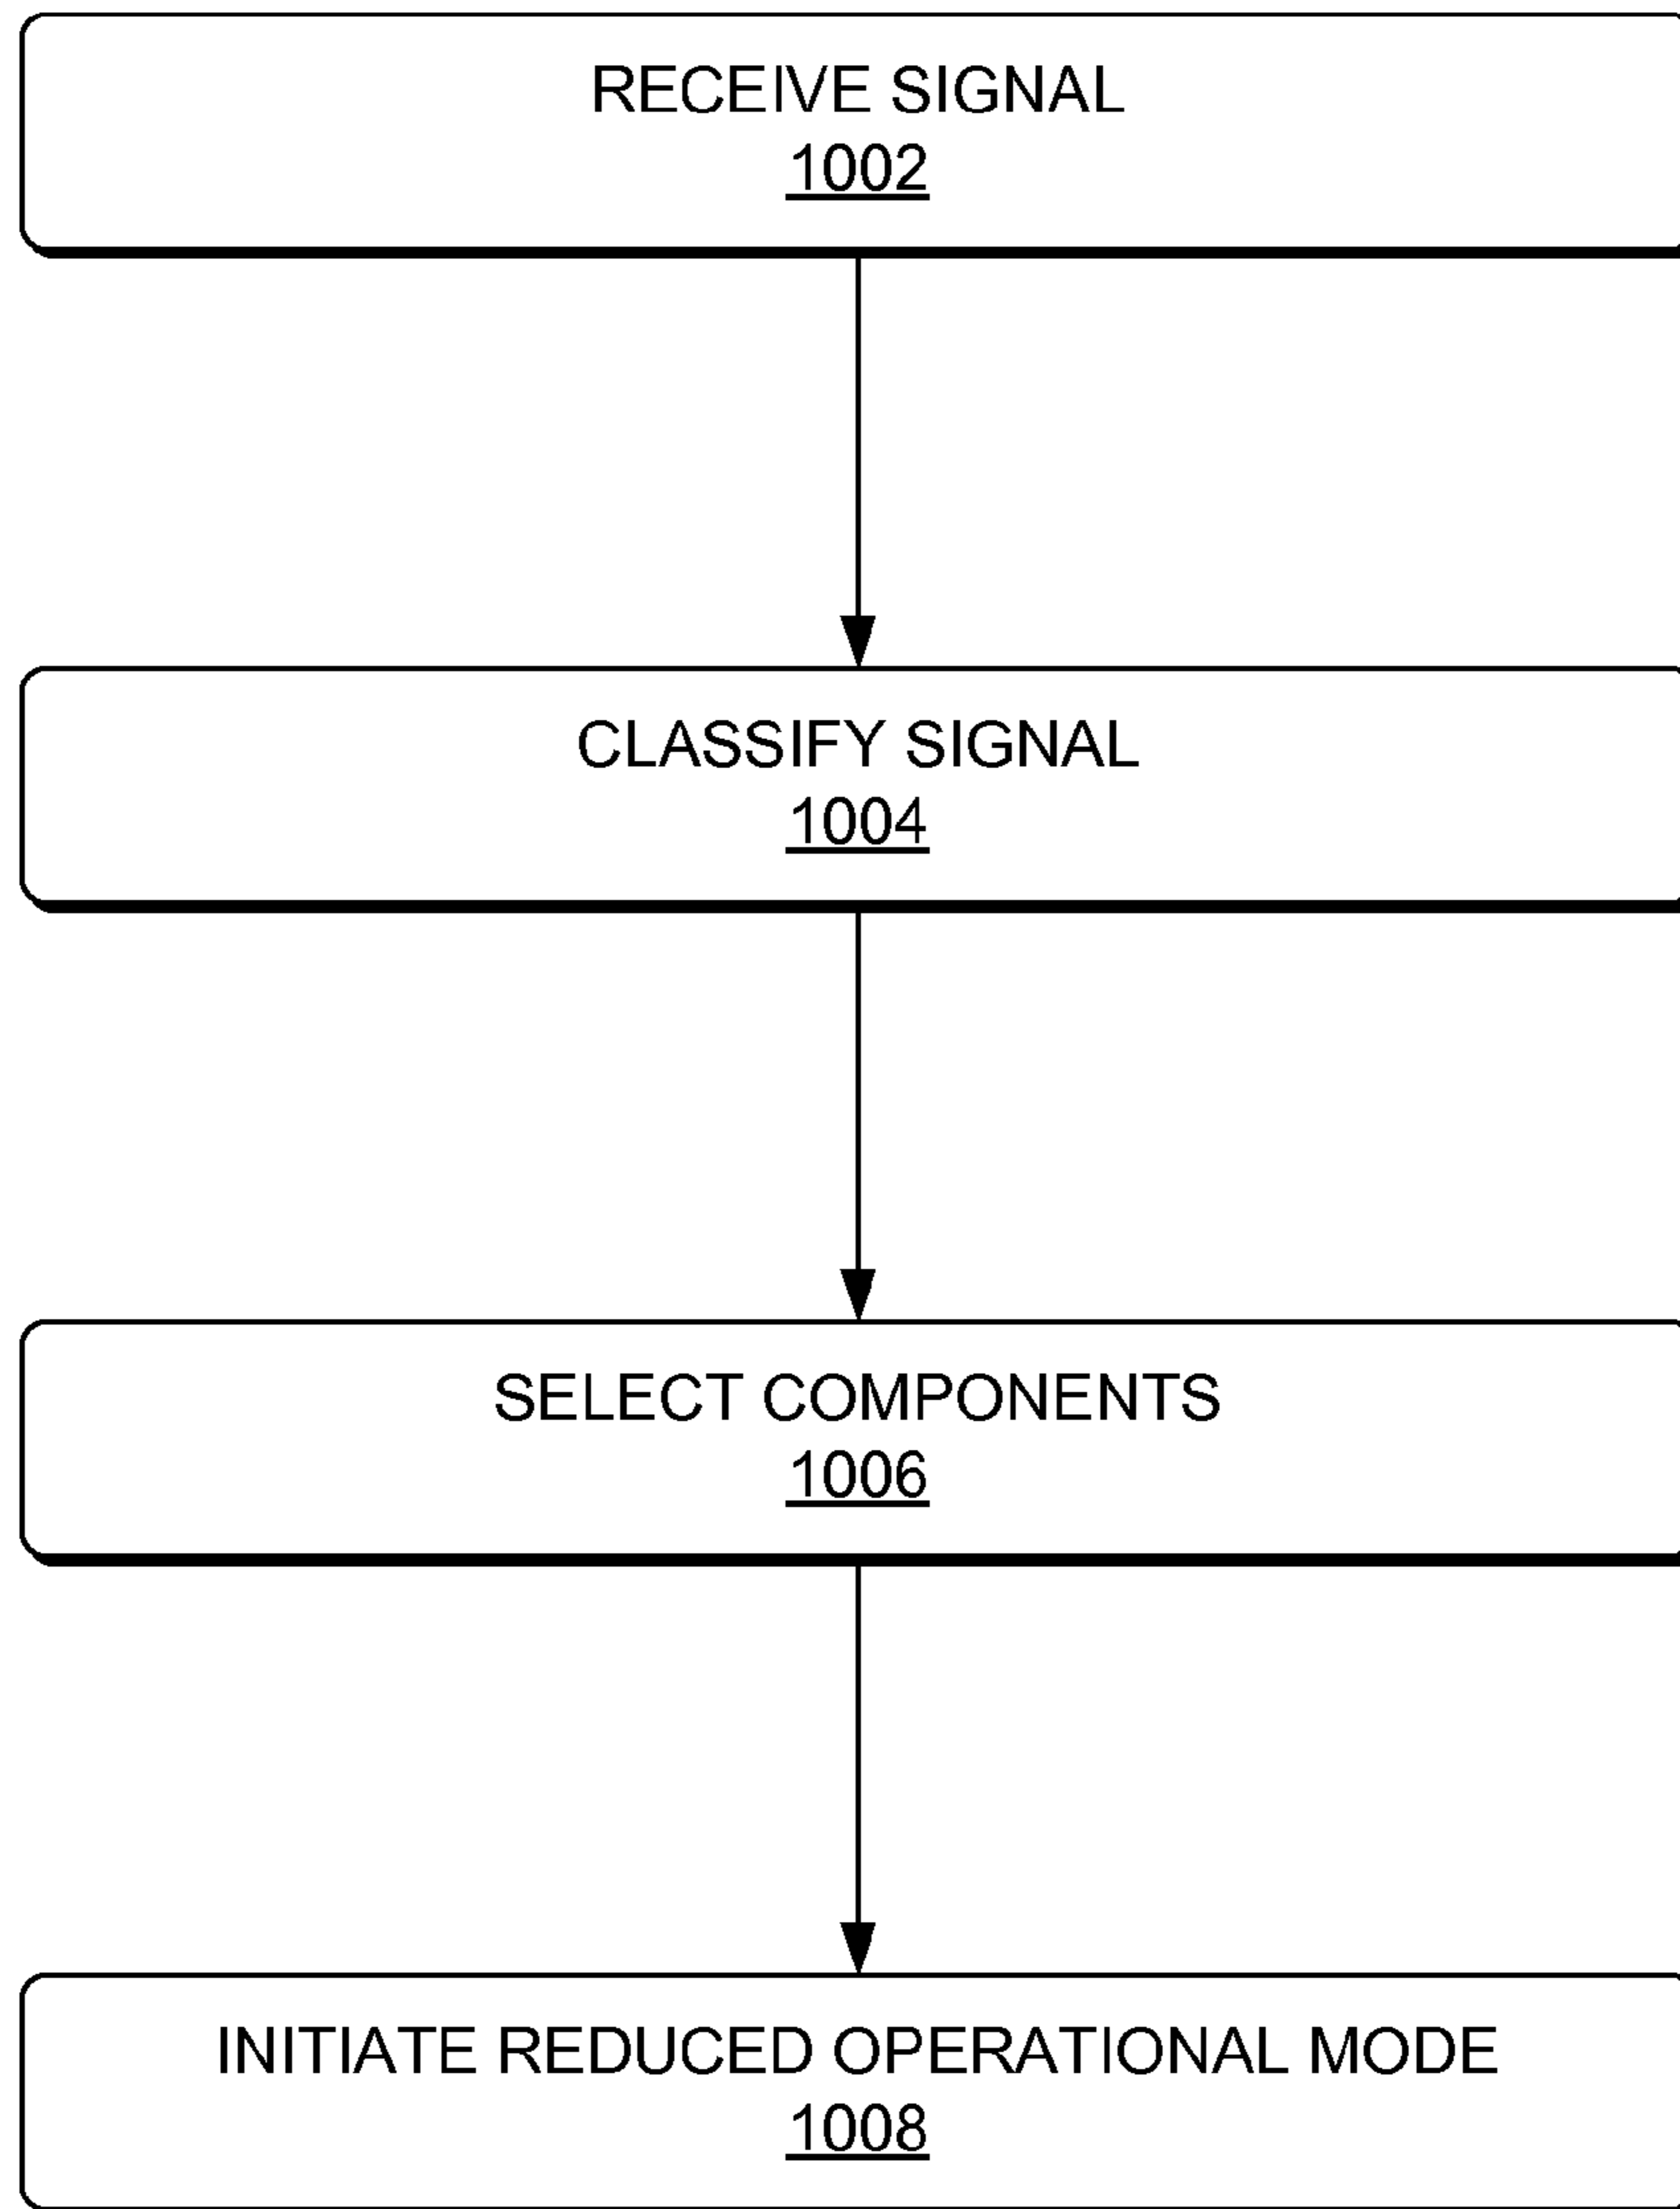 RECEIVE SIGNAL
1002
CLASSIFY SIGNAL
1004
SELECT COMPONENTS
1006
INITIATE REDUCED OPERATIONAL MODE
1008